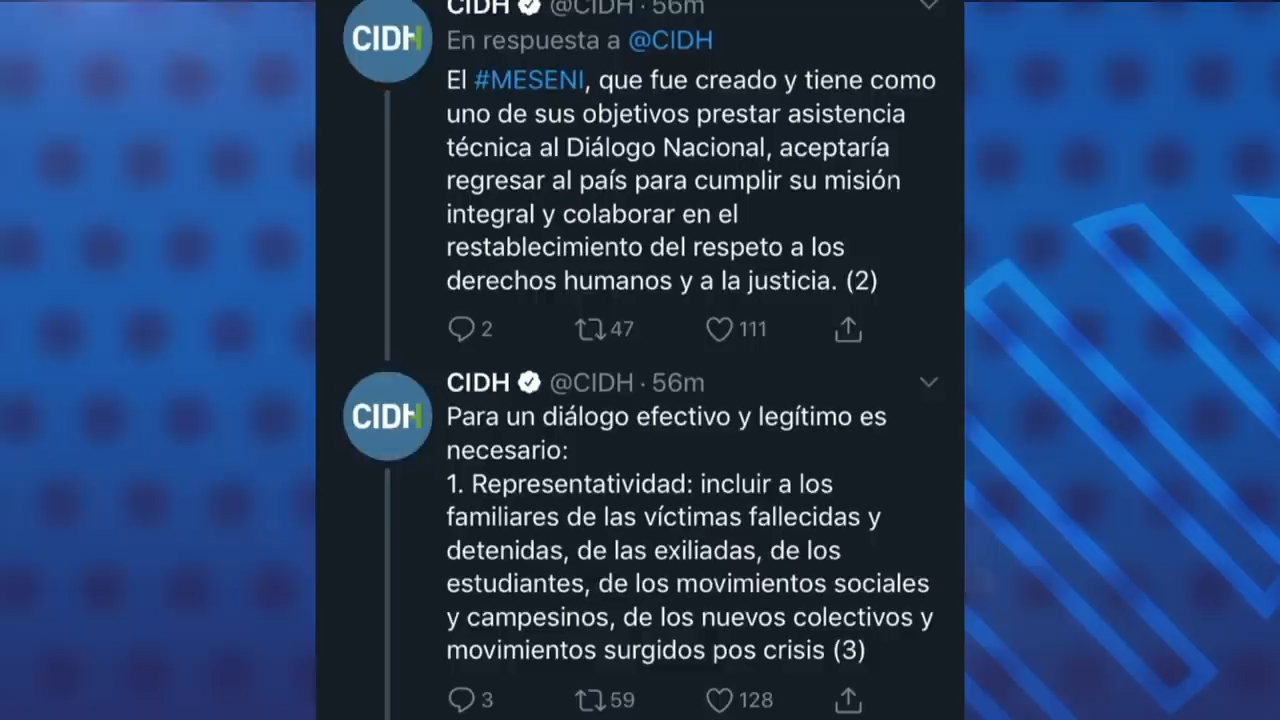 CIDH @CIDH · 56m
CIDH
En respuesta a @CIDH
El #MESENI, que fue creado y tiene como
uno de sus objetivos prestar asistencia
técnica al Diálogo Nacional, aceptaría
regresar al país para cumplir su misión
integral y colaborar en el
restablecimiento del respeto a los
derechos humanos y a la justicia. (2)
2 47 111
CIDH @CIDH · 56m
CIDH
Para un diálogo efectivo y legítimo es
necesario:
1. Representatividad: incluir a los
familiares de las víctimas fallecidas y
detenidas, de las exiliadas, de los
estudiantes, de los movimientos sociales
y campesinos, de los nuevos colectivos y
movimientos surgidos pos crisis (3)
3 59 128